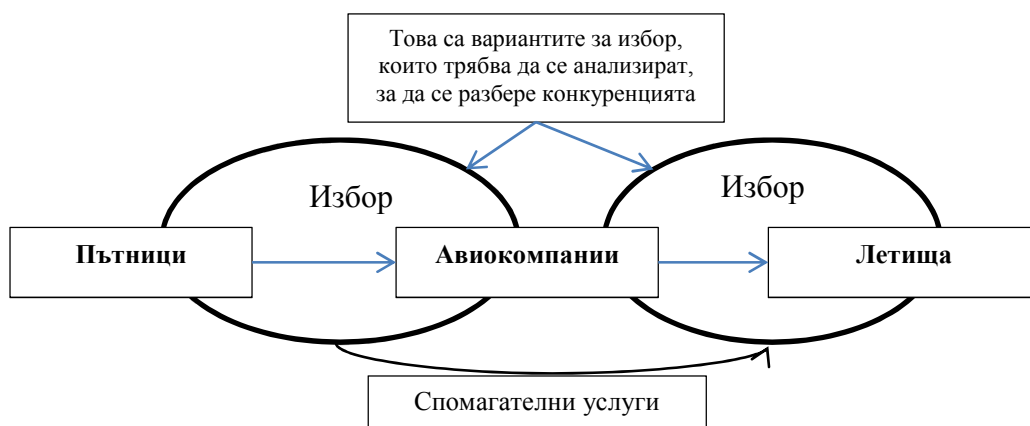 Това са вариантите за избор,
които трябва да се анализират,
за да се разбере конкуренцията
Избор
Избор
Пътници
Авиокомпании
Летища
Спомагателни услуги